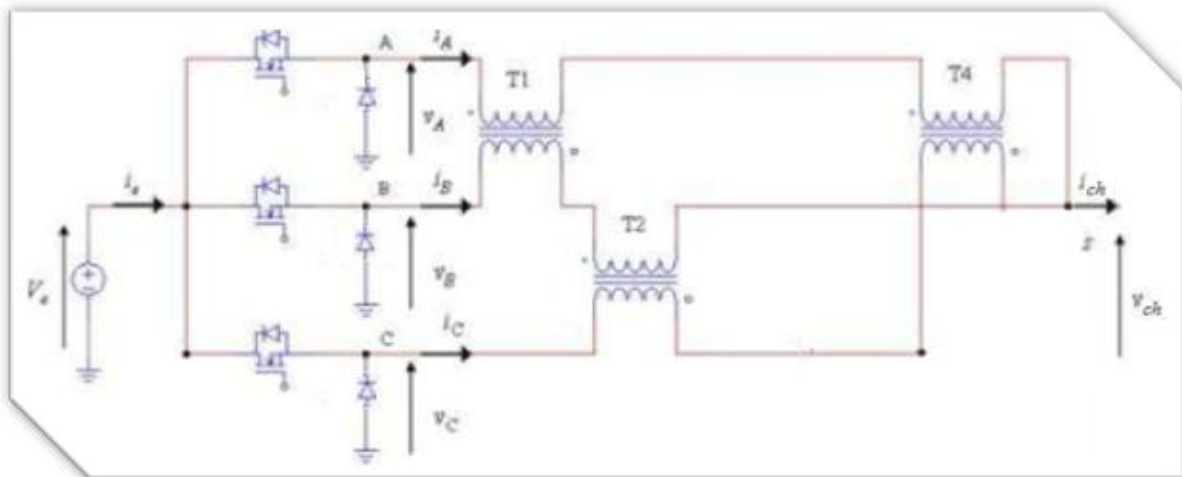 A
i_A
T1
T4
v_A
i_e
B
i_B
i_ch
T2
s
V_e
v_B
v_ch
C
i_C
v_C